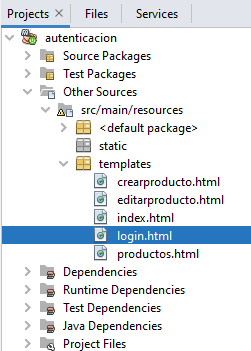 Projects × Files Services
autenticacion
Source Packages
Test Packages
Other Sources
src/main/resources
<default package>
static
templates
crearproducto.html
editarproducto.html
index.html
login.html
productos.html
Dependencies
Runtime Dependencies
Test Dependencies
Java Dependencies
Project Files